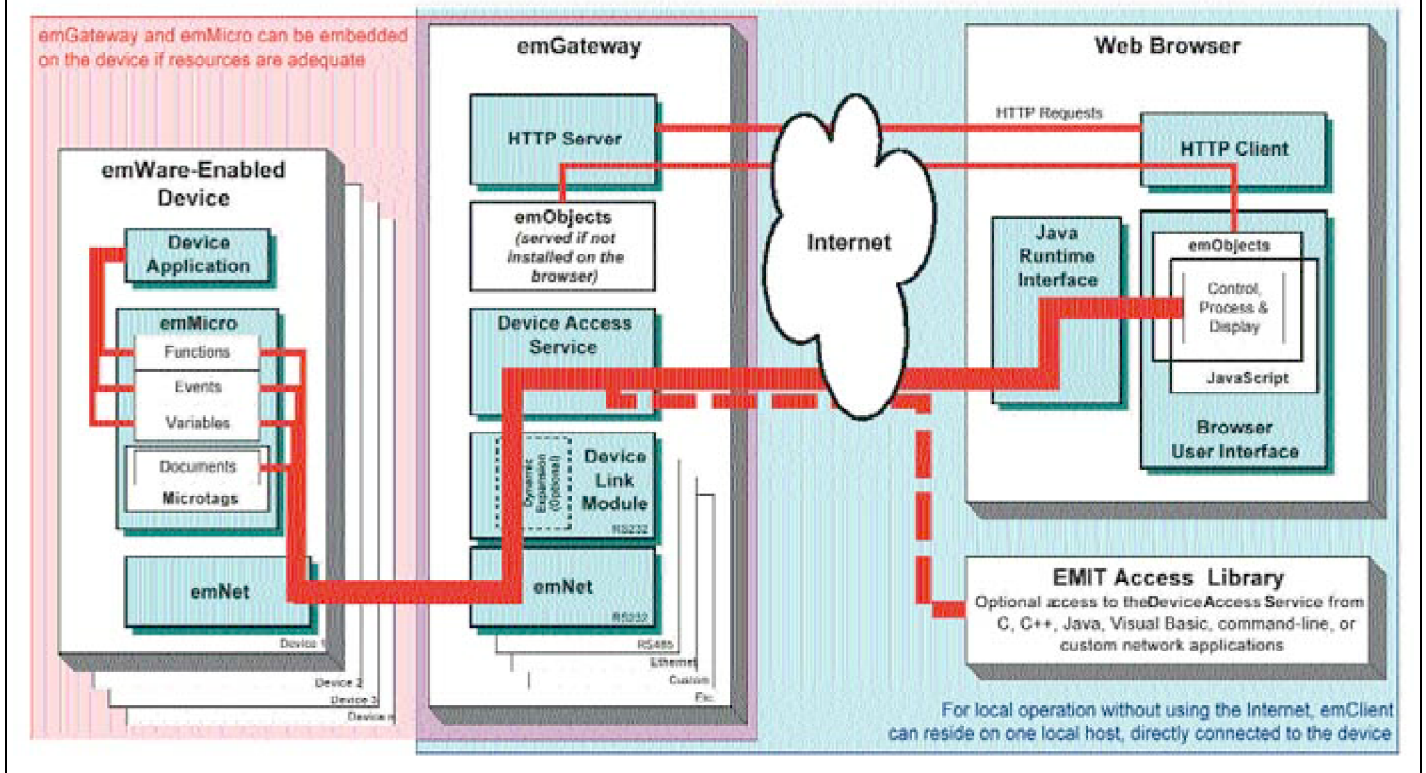 emGateway and emMicro can be embedded
on the device if resources are adequate
emWare-Enabled
Device
Device
Application
emMicro
Functions
Events
Variables
Documents
Microtags
emNet
Device 1
Device 2
Device 3
Device n
emGateway
HTTP Server
emObjects
(served if not
installed on the
browser)
Device Access
Service
Dynamic
Expansion
(Optional)
Device
Link
Module
RS232
emNet
RS232
RS485
Ethernet
Custom
Etc.
Internet
Web Browser
HTTP Requests
HTTP Client
Java
Runtime
Interface
emObjects
Control,
Process &
Display
JavaScript
Browser
User Interface
EMIT Access Library
Optional access to the Device Access Service from
C, C++, Java, Visual Basic, command-line, or
custom network applications
For local operation without using the Internet, emClient
can reside on one local host, directly connected to the device